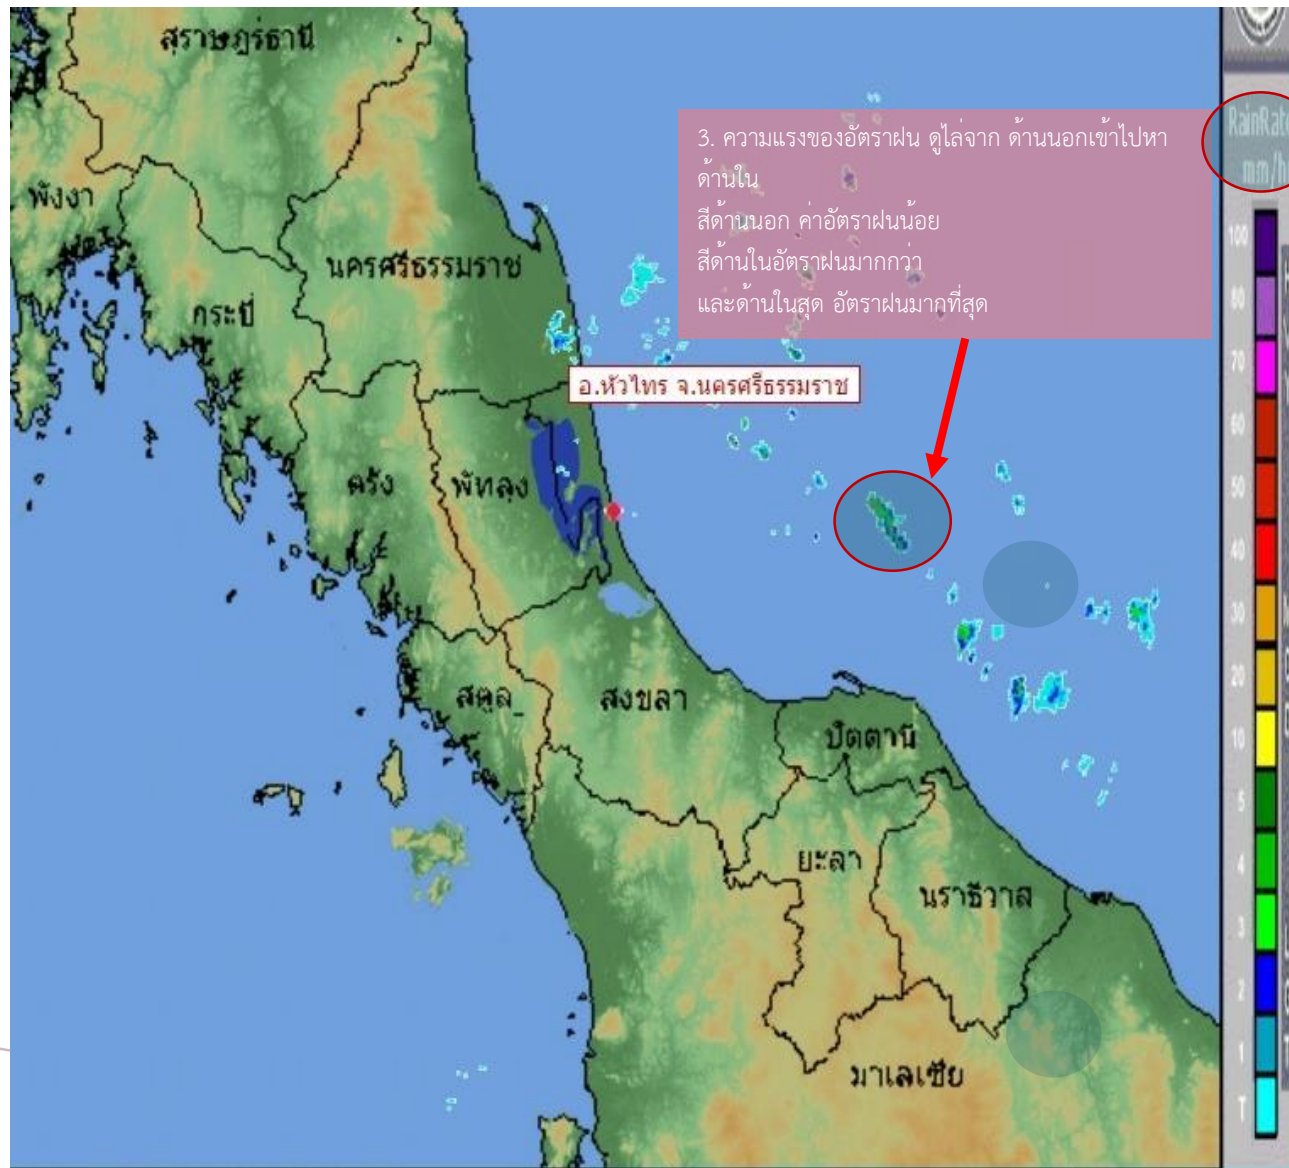 สุราษฎร์ธานี
RainRate
mm/h
3. ความแรงของอัตราฝน ดูไล่จาก ด้านนอกเข้าไปหา
ด้านใน
สีด้านนอก ค่าอัตราฝนน้อย
สีด้านในอัตราฝนมากกว่า
และด้านในสุด อัตราฝนมากที่สุด
พังงา
นครศรีธรรมราช
กระบี่
อ.หัวไทร จ.นครศรีธรรมราช
ตรัง
พัทลุง
สตูล
สงขลา
ปัตตานี
ยะลา
นราธิวาส
มาเลเซีย
100
80
70
60
50
40
30
20
10
5
4
3
2
1
T